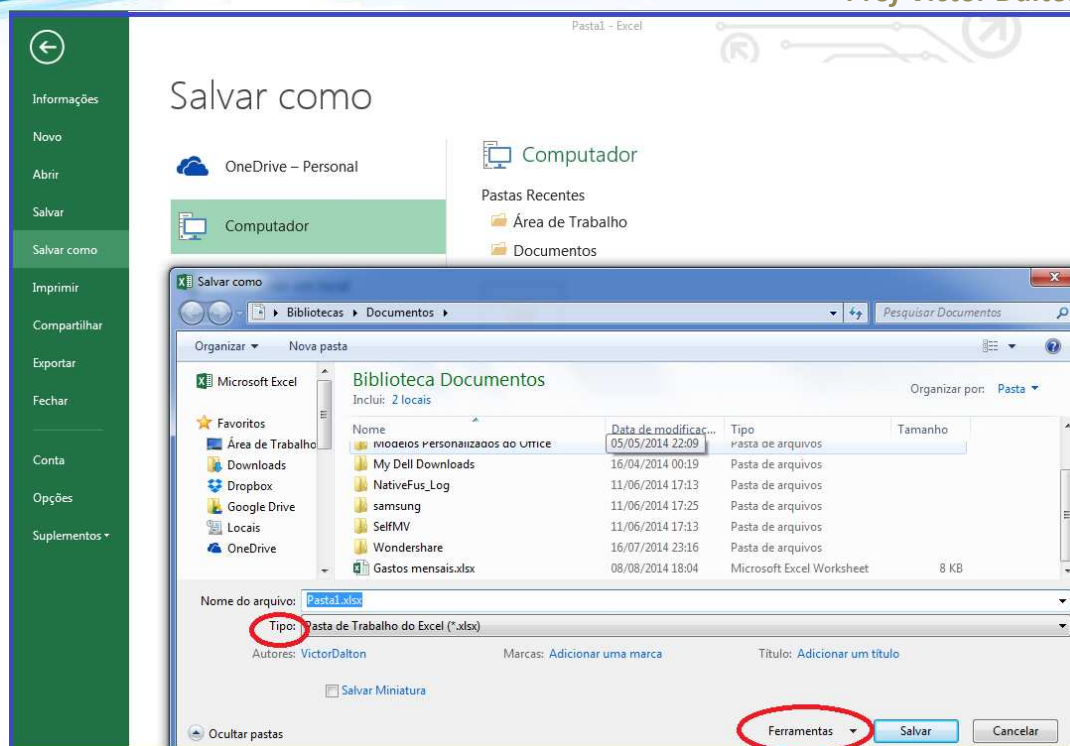 Pasta1 - Excel
Informações
Novo
Abrir
Salvar
Salvar como
Imprimir
Compartilhar
Exportar
Fechar
Conta
Opções
Suplementos
Salvar como
OneDrive – Personal
Computador
Computador
Pastas Recentes
Área de Trabalho
Documentos
Salvar como
Bibliotecas Documentos
Pesquisar Documentos
Organizar Nova pasta
Microsoft Excel
Favoritos
Área de Trabalho
Downloads
Dropbox
Google Drive
Locais
OneDrive
Biblioteca Documentos
Inclui: 2 locais
Organizar por: Pasta
Nome Data de modificaç... Tipo Tamanho
Modelos Personalizados do Office 05/05/2014 22:09 Pasta de arquivos
My Dell Downloads 16/04/2014 00:19 Pasta de arquivos
NativeFus_Log 11/06/2014 17:13 Pasta de arquivos
samsung 11/06/2014 17:25 Pasta de arquivos
SelfMV 11/06/2014 17:13 Pasta de arquivos
Wondershare 16/07/2014 23:16 Pasta de arquivos
Gastos mensais.xlsx 08/08/2014 18:04 Microsoft Excel Worksheet 8 KB
Nome do arquivo: Pasta1.xlsx
Tipo: Pasta de Trabalho do Excel (*.xlsx)
Autores: VictorDalton Marcas: Adicionar uma marca Título: Adicionar um título
Salvar Miniatura
Ocultar pastas Ferramentas Salvar Cancelar